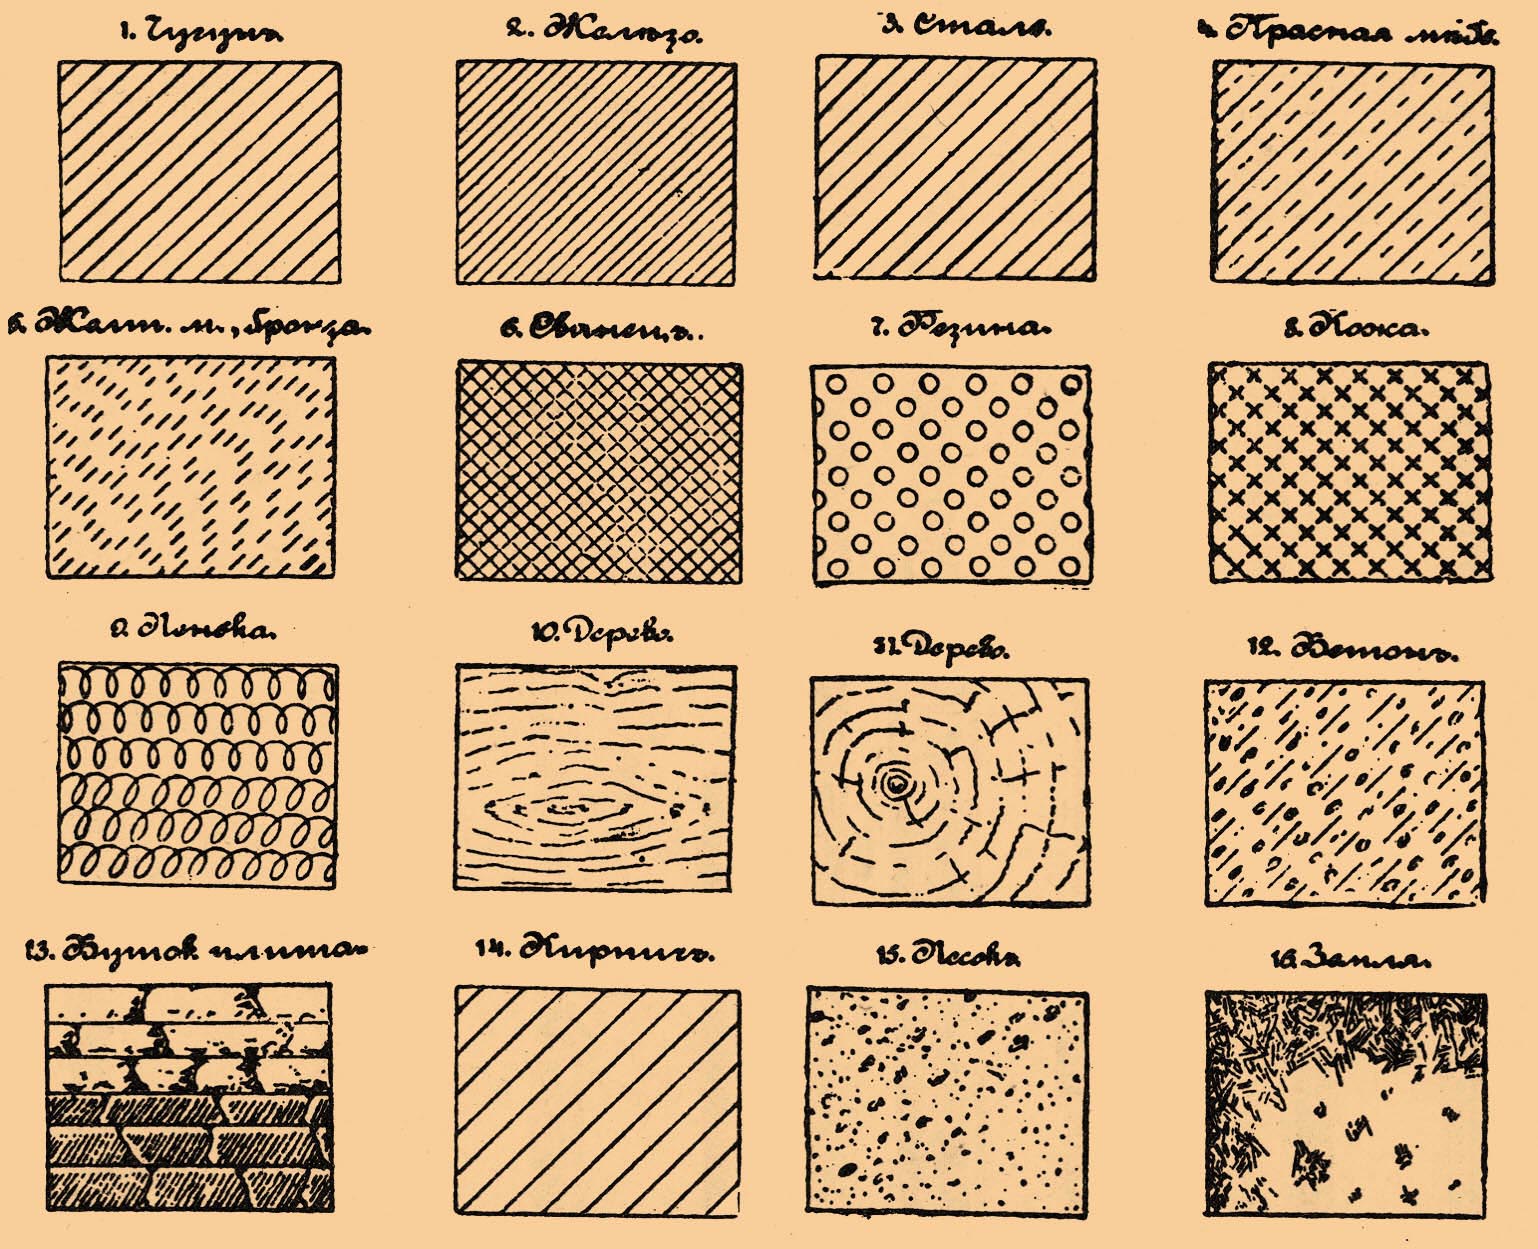 1. Чугунъ
2. Желѣзо.
3. Сталь.
4. Красная мѣдь.
5. Желт. м., бронза.
6. Свинецъ.
7. Резина.
8. Кожа.
9. Пенька.
10. Дерево.
11. Дерево.
12. Бетонъ.
13. Бутов. плита
14. Кирпичъ.
15. Песокъ
16. Земля.